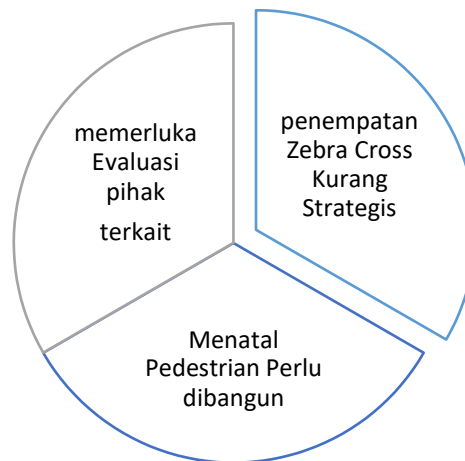 memerluka
Evaluasi
pihak
terkait
penempatan
Zebra Cross
Kurang
Strategis
Menatal
Pedestrian Perlu
dibangun